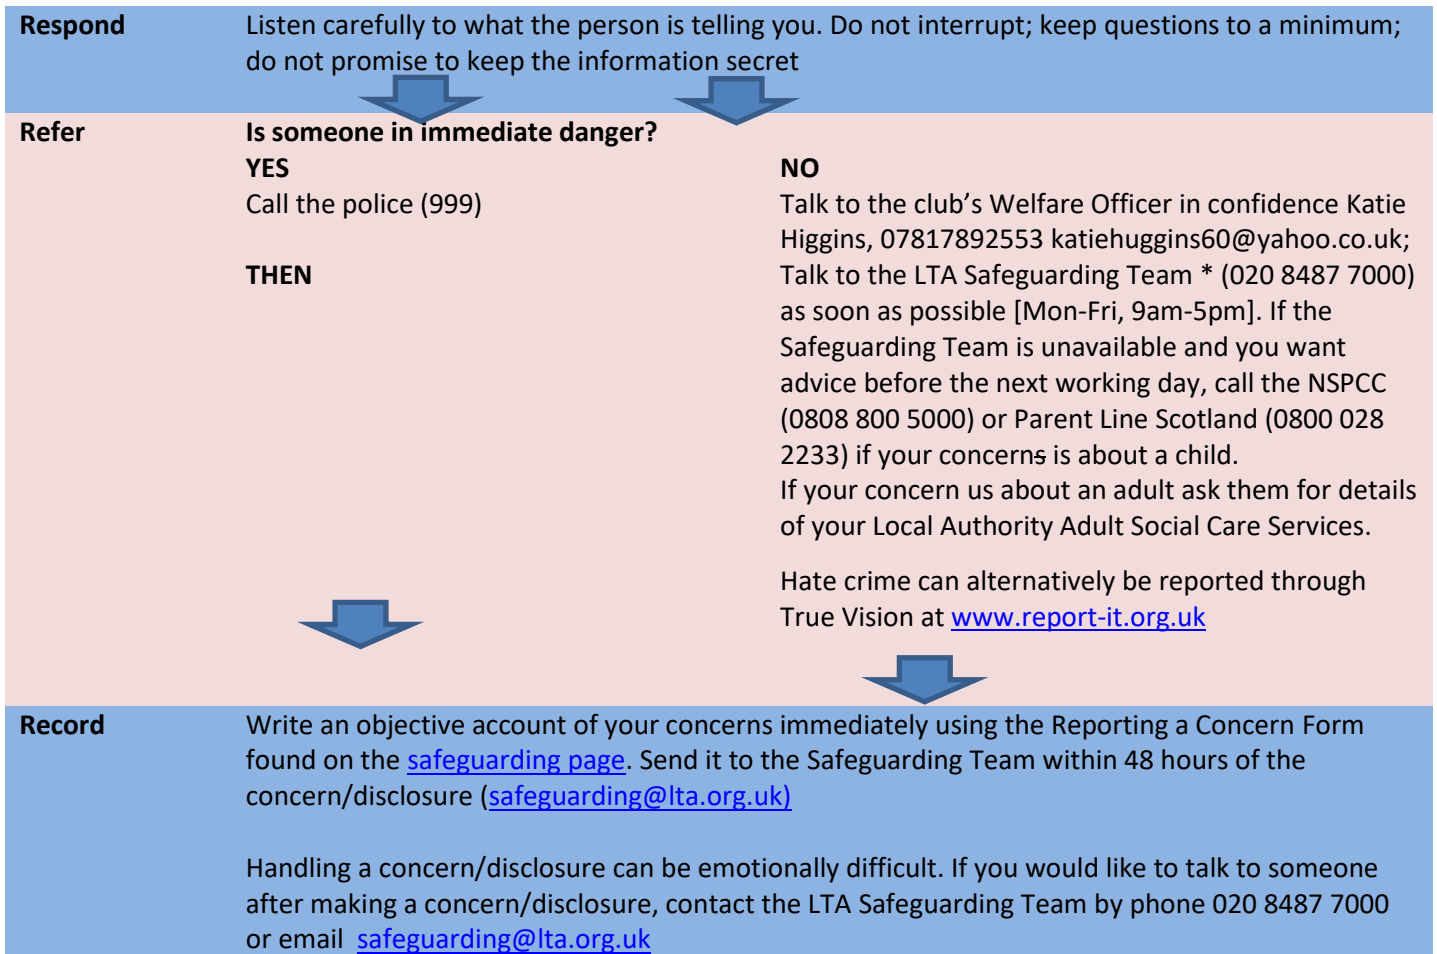 Respond
Listen carefully to what the person is telling you. Do not interrupt; keep questions to a minimum;
do not promise to keep the information secret
Refer
Is someone in immediate danger?
YES
Call the police (999)
THEN
NO
Talk to the club’s Welfare Officer in confidence Katie
Higgins, 07817892553 katiehuggins60@yahoo.co.uk;
Talk to the LTA Safeguarding Team * (020 8487 7000)
as soon as possible [Mon-Fri, 9am-5pm]. If the
Safeguarding Team is unavailable and you want
advice before the next working day, call the NSPCC
(0808 800 5000) or Parent Line Scotland (0800 028
2233) if your concerns is about a child.
If your concern us about an adult ask them for details
of your Local Authority Adult Social Care Services.
Hate crime can alternatively be reported through
True Vision at www.report-it.org.uk
Record
Write an objective account of your concerns immediately using the Reporting a Concern Form
found on the safeguarding page. Send it to the Safeguarding Team within 48 hours of the
concern/disclosure (safeguarding@lta.org.uk)
Handling a concern/disclosure can be emotionally difficult. If you would like to talk to someone
after making a concern/disclosure, contact the LTA Safeguarding Team by phone 020 8487 7000
or email safeguarding@lta.org.uk